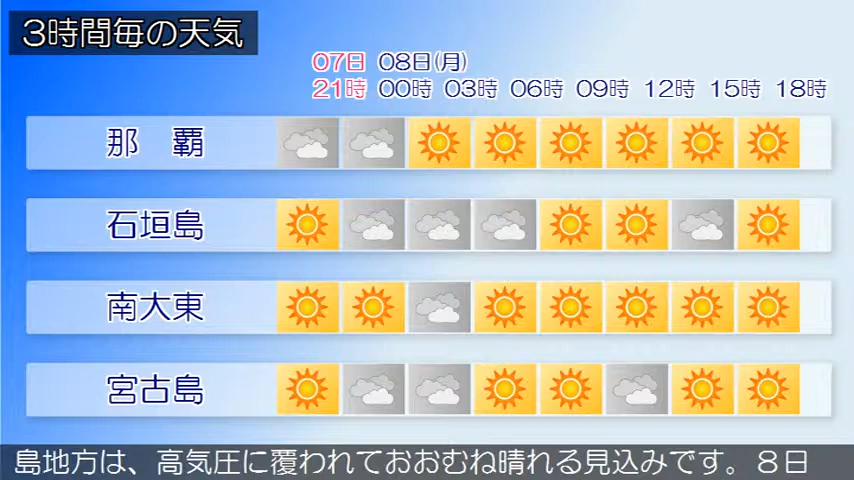 3時間毎の天気
07日 08日(月)
21時 00時 03時 06時 09時 12時 15時 18時
那　覇
石垣島
南大東
宮古島
島地方は、高気圧に覆われておおむね晴れる見込みです。８日